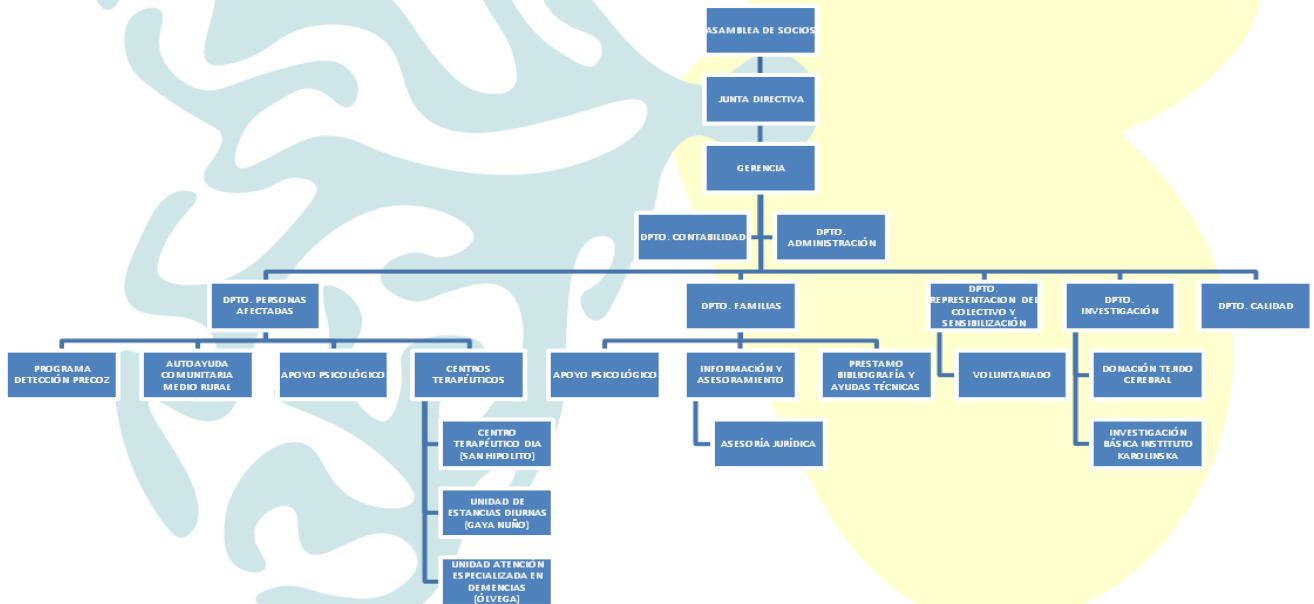 ASAMBLEA DE SOCIOS
JUNTA DIRECTIVA
GERENCIA
DPTO. CONTABILIDAD
DPTO.
ADMINISTRACIÓN
DPTO. PERSONAS
AFECTADAS
DPTO. FAMILIAS
DPTO.
REPRESENTACION DEL
COLECTIVO Y
SENSIBILIZACIÓN
DPTO.
INVESTIGACIÓN
DPTO. CALIDAD
PROGRAMA
DETECCIÓN PRECOZ
AUTOAYUDA
COMUNITARIA
MEDIO RURAL
APOYO PSICOLÓGICO
CENTROS
TERAPÉUTICOS
APOYO PSICOLÓGICO
INFORMACIÓN Y
ASESORAMIENTO
PRESTAMO
BIBLIOGRAFÍA Y
AYUDAS TÉCNICAS
VOLUNTARIADO
DONACIÓN TEJIDO
CEREBRAL
CENTRO
TERAPÉUTICO DIA
(SAN HIPOLITO)
ASESORÍA JURÍDICA
INVESTIGACIÓN
BÁSICA INSTITUTO
KAROLINSKA
UNIDAD DE
ESTANCIAS DIURNAS
(GAYA NUÑO)
UNIDAD ATENCIÓN
ESPECIALIZADA EN
DEMENCIAS
(ÓLVEGA)